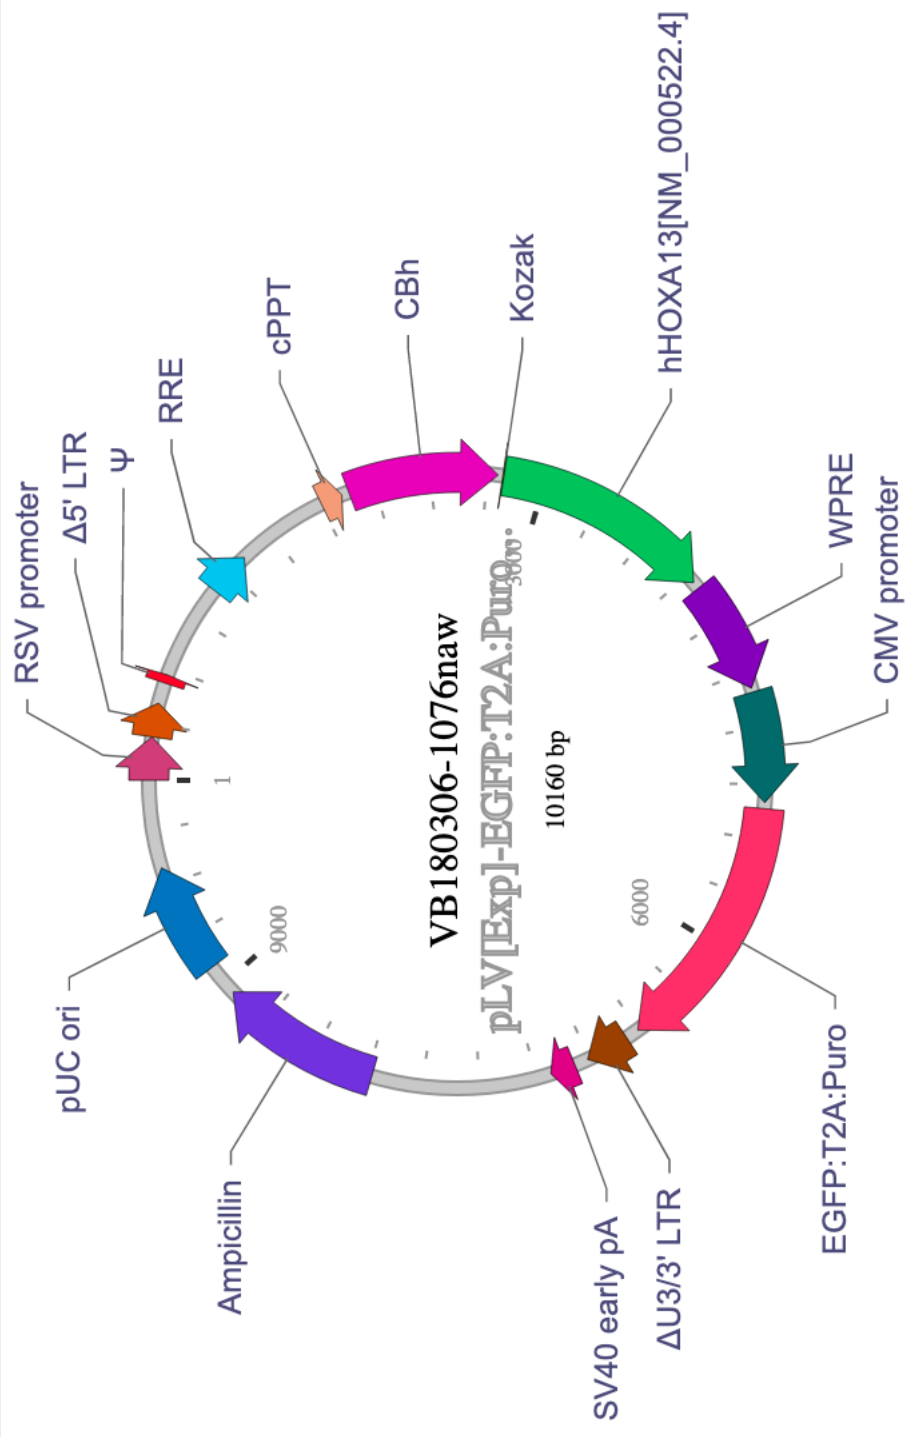 RSV promoter
Δ5' LTR
Ψ
RRE
cPPT
CBh
Kozak
hHOXA13[NM_000522.4]
WPRE
CMV promoter
EGFP:T2A:Puro
ΔU3/3' LTR
SV40 early pA
Ampicillin
pUC ori
1
3000
6000
9000
VB180306-1076naw
pLV[Exp]-EGFP:T2A:Puro...
10160 bp